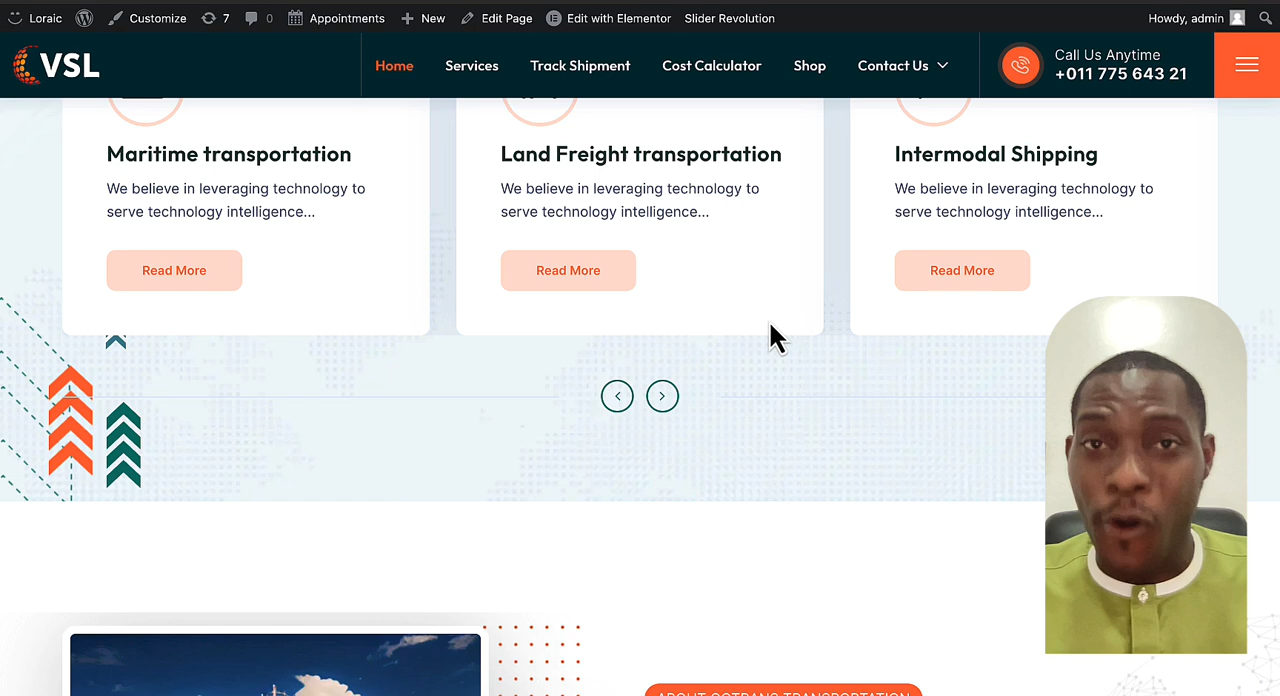 Loraic Customize 7 0 Appointments New Edit Page Edit with Elementor Slider Revolution Howdy, admin
VSL Home Services Track Shipment Cost Calculator Shop Contact Us
Call Us Anytime
+011 775 643 21
Maritime transportation
We believe in leveraging technology to
serve technology intelligence...
Read More
Land Freight transportation
We believe in leveraging technology to
serve technology intelligence...
Read More
Intermodal Shipping
We believe in leveraging technology to
serve technology intelligence...
Read More
ABOUT GOTRANS TRANSPORTATION